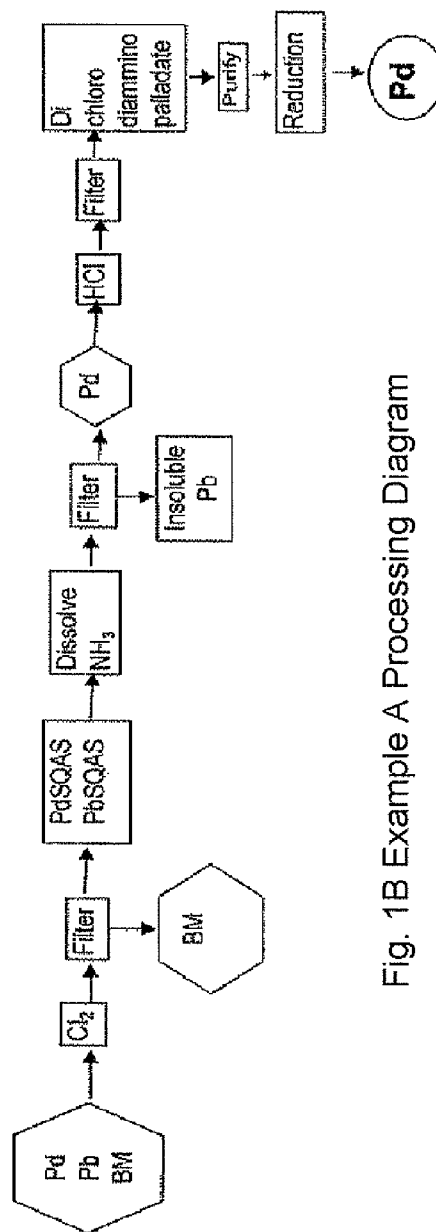 Pd
Pb
BM
Cl₂
Filter
BM
PdSQAS
PbSQAS
Dissolve
NH₃
Filter
Insoluble
Pb
Pd
HCl
Filter
Di
chloro
diammino
palladate
Purify
Reduction
Pd
Fig. 1B Example A Processing Diagram